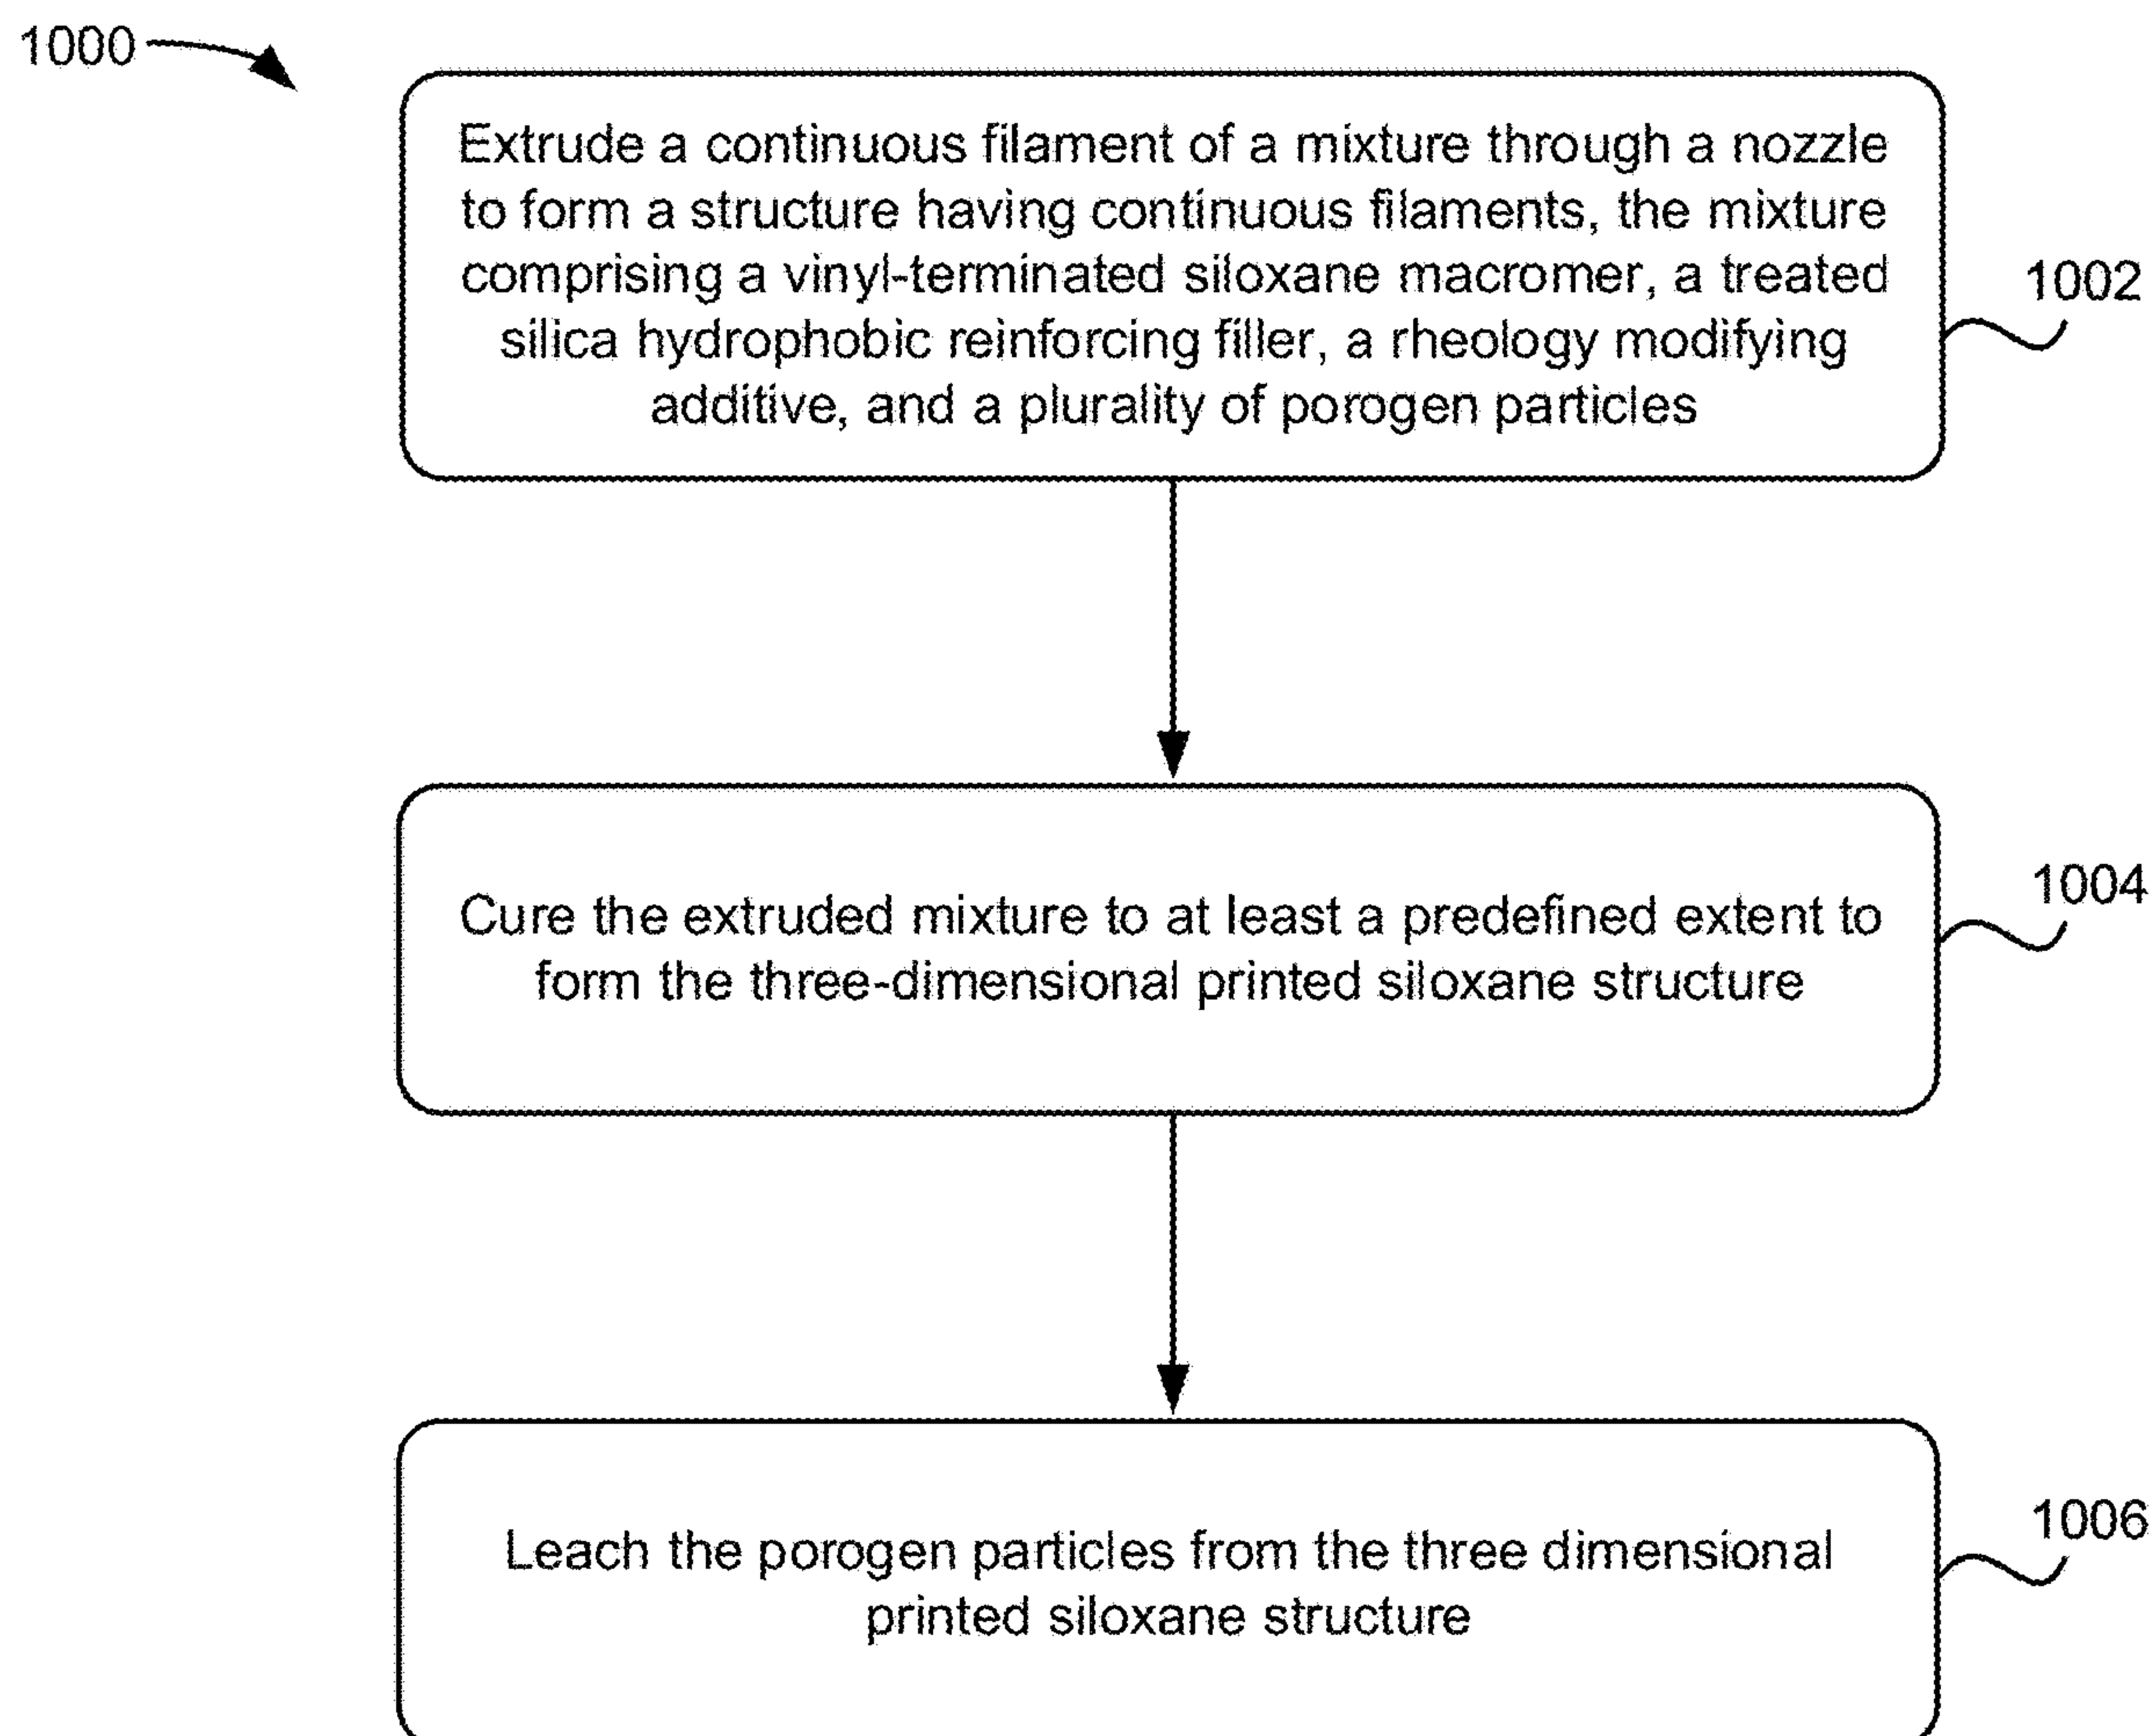 1000
Extrude a continuous filament of a mixture through a nozzle
to form a structure having continuous filaments, the mixture
comprising a vinyl-terminated siloxane macromer, a treated
silica hydrophobic reinforcing filler, a rheology modifying
additive, and a plurality of porogen particles
1002
Cure the extruded mixture to at least a predefined extent to
form the three-dimensional printed siloxane structure
1004
Leach the porogen particles from the three dimensional
printed siloxane structure
1006